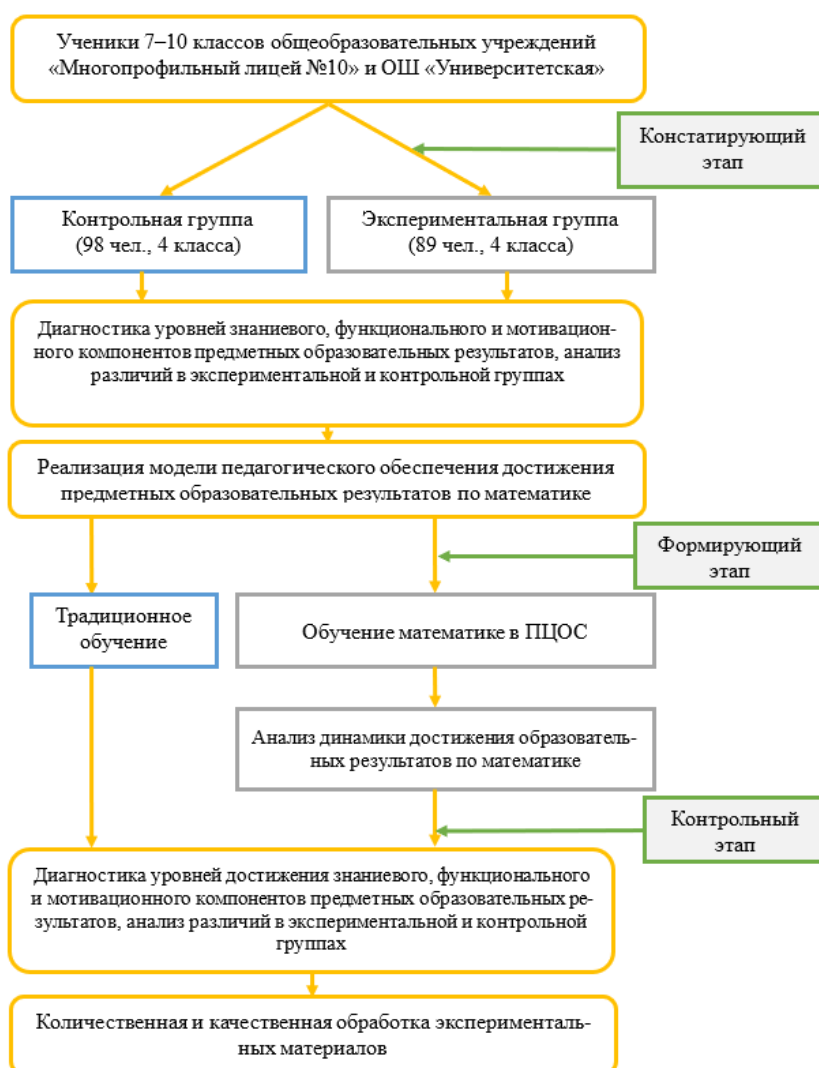 Ученики 7–10 классов общеобразовательных учреждений
«Многопрофильный лицей №10» и ОШ «Университетская»
Констатирующий
этап
Контрольная группа
(98 чел., 4 класса)
Экспериментальная группа
(89 чел., 4 класса)
Диагностика уровней знаниевого, функционального и мотивацион-
ного компонентов предметных образовательных результатов, анализ
различий в экспериментальной и контрольной группах
Реализация модели педагогического обеспечения достижения
предметных образовательных результатов по математике
Формирующий
этап
Традиционное
обучение
Обучение математике в ПЦОС
Анализ динамики достижения образователь-
ных результатов по математике
Контрольный
этап
Диагностика уровней достижения знаниевого, функционального
и мотивационного компонентов предметных образовательных ре-
зультатов, анализ различий в экспериментальной и контрольной
группах
Количественная и качественная обработка эксперименталь-
ных материалов